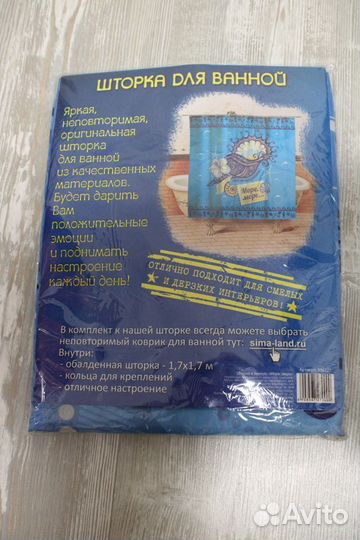 ШТОРКА ДЛЯ ВАННОЙ
Яркая,
неповторимая,
оригинальная
шторка
для ванной
из качественных
материалов.
Будет дарить
Вам
положительные
эмоции
и поднимать
настроение
каждый день!
Море,
море...
ОТЛИЧНО ПОДХОДИТ ДЛЯ СМЕЛЫХ
И ДЕРЗКИХ ИНТЕРЬЕРОВ!
В комплект к нашей шторке всегда можете выбрать
неповторимый коврик для ванной тут: sima-land.ru
Внутри:
- обалденная шторка - 1,7х1,7 м
- кольца для креплений
- отличное настроение
Avito